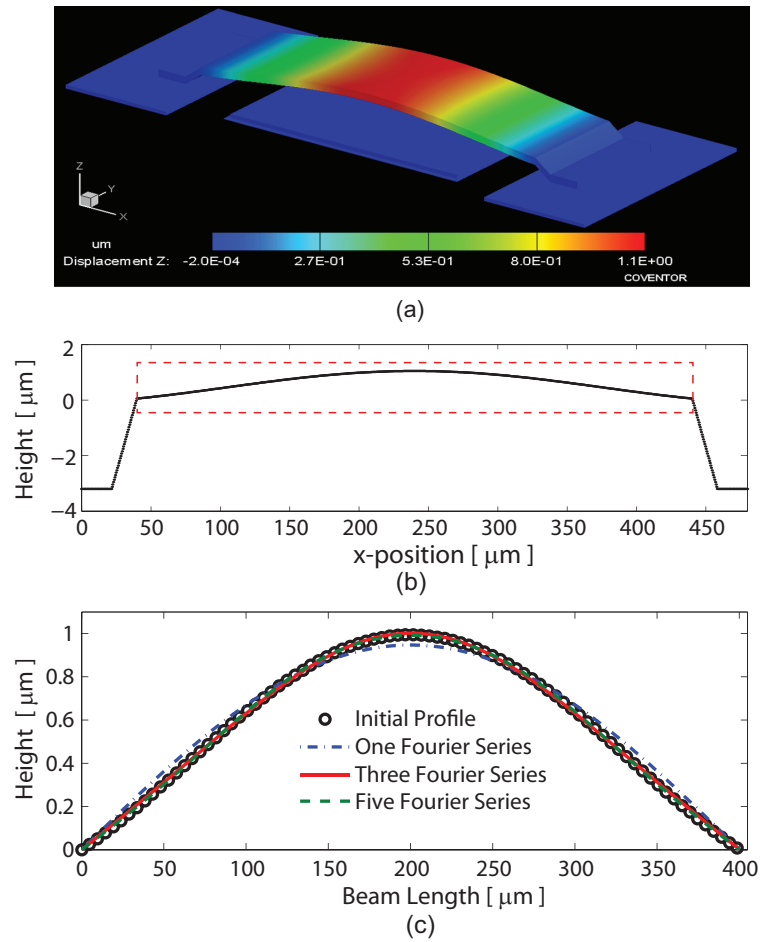 Z
Y
X
um
Displacement Z: -2.0E-04 2.7E-01 5.3E-01 8.0E-01 1.1E+00
COVENTOR
(a)
Height [ μm ]
2
0
−2
−4
0 50 100 150 200 250 300 350 400 450
x-position [ μm ]
(b)
Height [ μm ]
1
0.8
0.6
0.4
0.2
0
Initial Profile
One Fourier Series
Three Fourier Series
Five Fourier Series
0 50 100 150 200 250 300 350 400
Beam Length [ μm ]
(c)